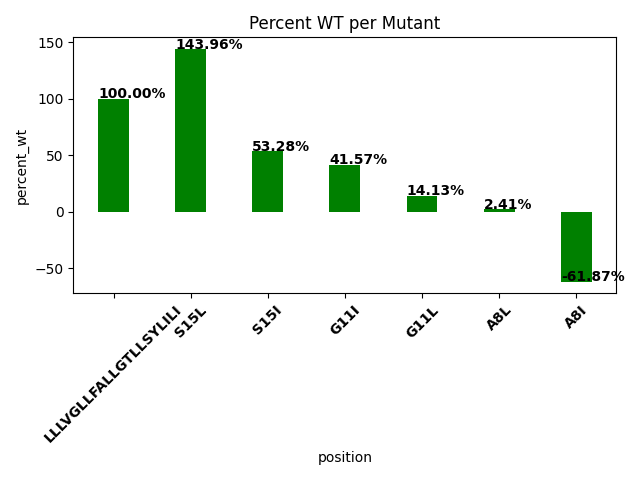 Percent WT per Mutant
percent_wt
150
100
50
0
−50
100.00%
143.96%
53.28%
41.57%
14.13%
2.41%
-61.87%
LLLVGLLFALLGTLLSYLILI
S15L
S15I
G11I
G11L
A8L
A8I
position